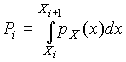 P_i = ∫_{X_i}^{X_{i+1}} p_X(x)dx